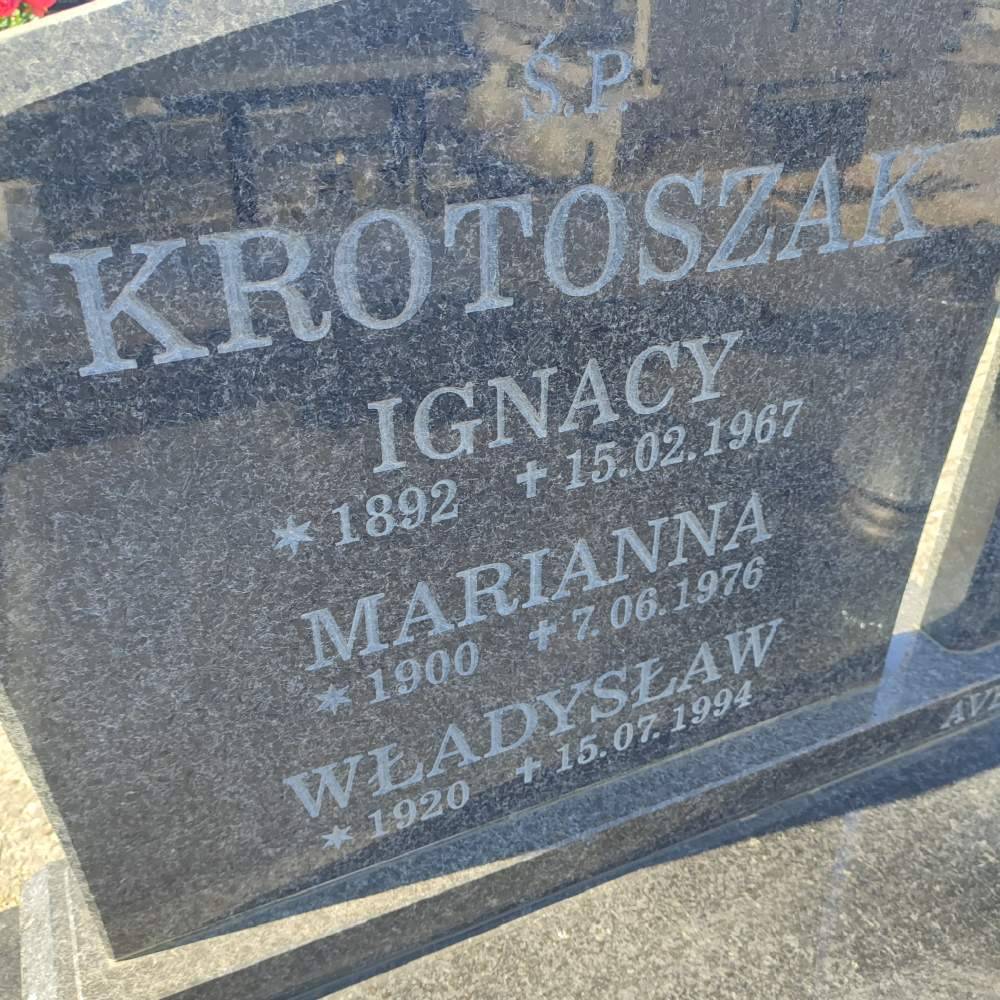 Ś.P.
KROTOSZAK
IGNACY
* 1892 ✝ 15.02.1967
MARIANNA
* 1900 ✝ 7.06.1976
WŁADYSŁAW
* 1920 ✝ 15.07.1994